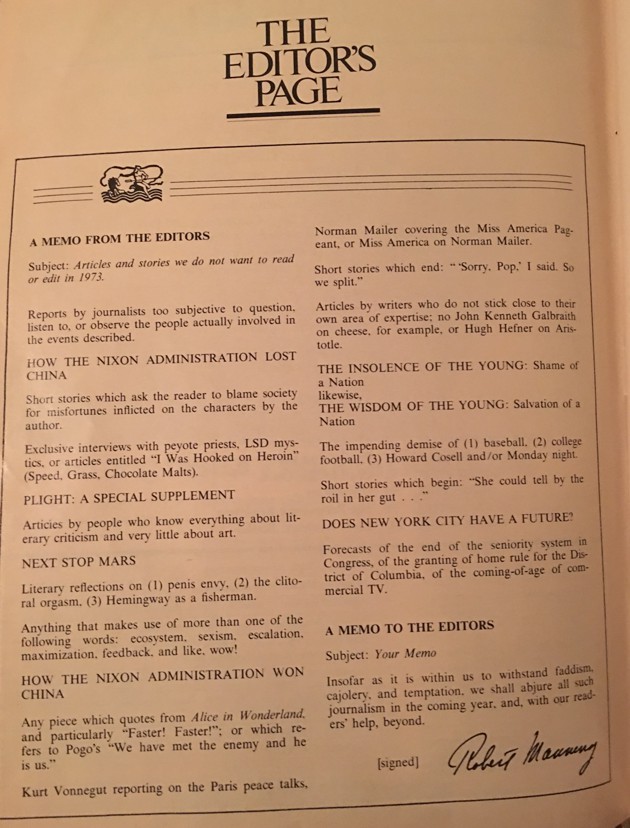 THE
EDITOR'S
PAGE
A MEMO FROM THE EDITORS
Subject: Articles and stories we do not want to read
or edit in 1973.
Reports by journalists too subjective to question,
listen to, or observe the people actually involved in
the events described.
HOW THE NIXON ADMINISTRATION LOST
CHINA
Short stories which ask the reader to blame society
for misfortunes inflicted on the characters by the
author.
Exclusive interviews with peyote priests, LSD mys-
tics, or articles entitled "I Was Hooked on Heroin"
(Speed, Grass, Chocolate Malts).
PLIGHT: A SPECIAL SUPPLEMENT
Articles by people who know everything about lit-
erary criticism and very little about art.
NEXT STOP MARS
Literary reflections on (1) penis envy, (2) the clito-
ral orgasm, (3) Hemingway as a fisherman.
Anything that makes use of more than one of the
following words: ecosystem, sexism, escalation,
maximization, feedback, and like, wow!
HOW THE NIXON ADMINISTRATION WON
CHINA
Any piece which quotes from Alice in Wonderland,
and particularly "Faster! Faster!"; or which re-
fers to Pogo's "We have met the enemy and he
is us."
Kurt Vonnegut reporting on the Paris peace talks,
Norman Mailer covering the Miss America Pag-
eant, or Miss America on Norman Mailer.
Short stories which end: " 'Sorry, Pop,' I said. So
we split."
Articles by writers who do not stick close to their
own area of expertise; no John Kenneth Galbraith
on cheese, for example, or Hugh Hefner on Aris-
totle.
THE INSOLENCE OF THE YOUNG: Shame of
a Nation
likewise,
THE WISDOM OF THE YOUNG: Salvation of a
Nation
The impending demise of (1) baseball, (2) college
football, (3) Howard Cosell and/or Monday night.
Short stories which begin: "She could tell by the
roil in her gut . . ."
DOES NEW YORK CITY HAVE A FUTURE?
Forecasts of the end of the seniority system in
Congress, of the granting of home rule for the Dis-
trict of Columbia, of the coming-of-age of com-
mercial TV.
A MEMO TO THE EDITORS
Subject: Your Memo
Insofar as it is within us to withstand faddism,
cajolery, and temptation, we shall abjure all such
journalism in the coming year, and, with our read-
ers' help, beyond.
[signed] Robert Manning